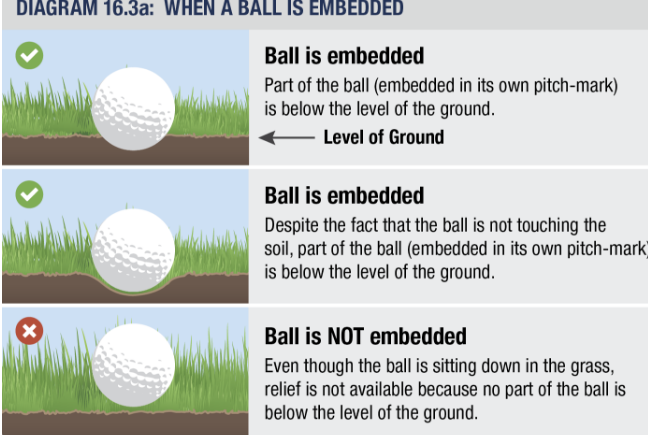 DIAGRAM 16.3a: WHEN A BALL IS EMBEDDED
Ball is embedded
Part of the ball (embedded in its own pitch-mark)
is below the level of the ground.
Level of Ground
Ball is embedded
Despite the fact that the ball is not touching the
soil, part of the ball (embedded in its own pitch-mark)
is below the level of the ground.
Ball is NOT embedded
Even though the ball is sitting down in the grass,
relief is not available because no part of the ball is
below the level of the ground.